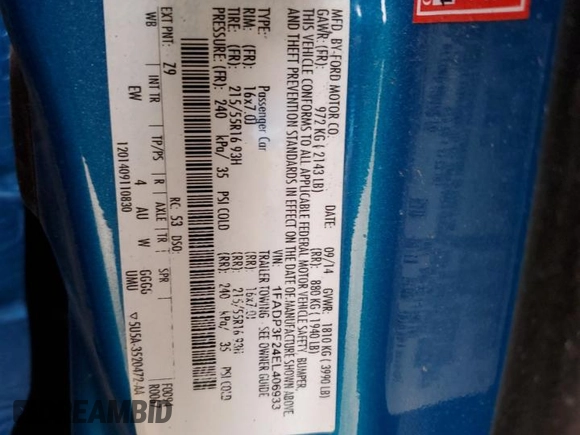 MFD. BY-FORD MOTOR CO.
DATE: 09/14 GVWR: 1810 KG ( 3990 LB)
GAWR: (FR): 972 KG ( 2143 LB) (RR): 880 KG ( 1940 LB)
THIS VEHICLE CONFORMS TO ALL APPLICABLE FEDERAL MOTOR VEHICLE SAFETY, BUMPER,
AND THEFT PREVENTION STANDARDS IN EFFECT ON THE DATE OF MANUFACTURE SHOWN ABOVE.
VIN: 1FADP3F24EL406933
TYPE: Passenger Car TRAILER TOWING - SEE OWNER GUIDE
RIM: (FR): 16x7.0J (RR): 16x7.0J
TIRE: (FR): 215/55R16 93H (RR): 215/55R16 93H
PRESSURE: (FR): 240 kPa/ 35 PSI COLD (RR): 240 kPa/ 35 PSI COLD
EXT PNT: Z9 RC: 53 DSO:
WB INT TR TP/PS R AXLE TR SPR
EW 4 AU W GGGG
UMU
1201409110830 5U5A-3520472-AA